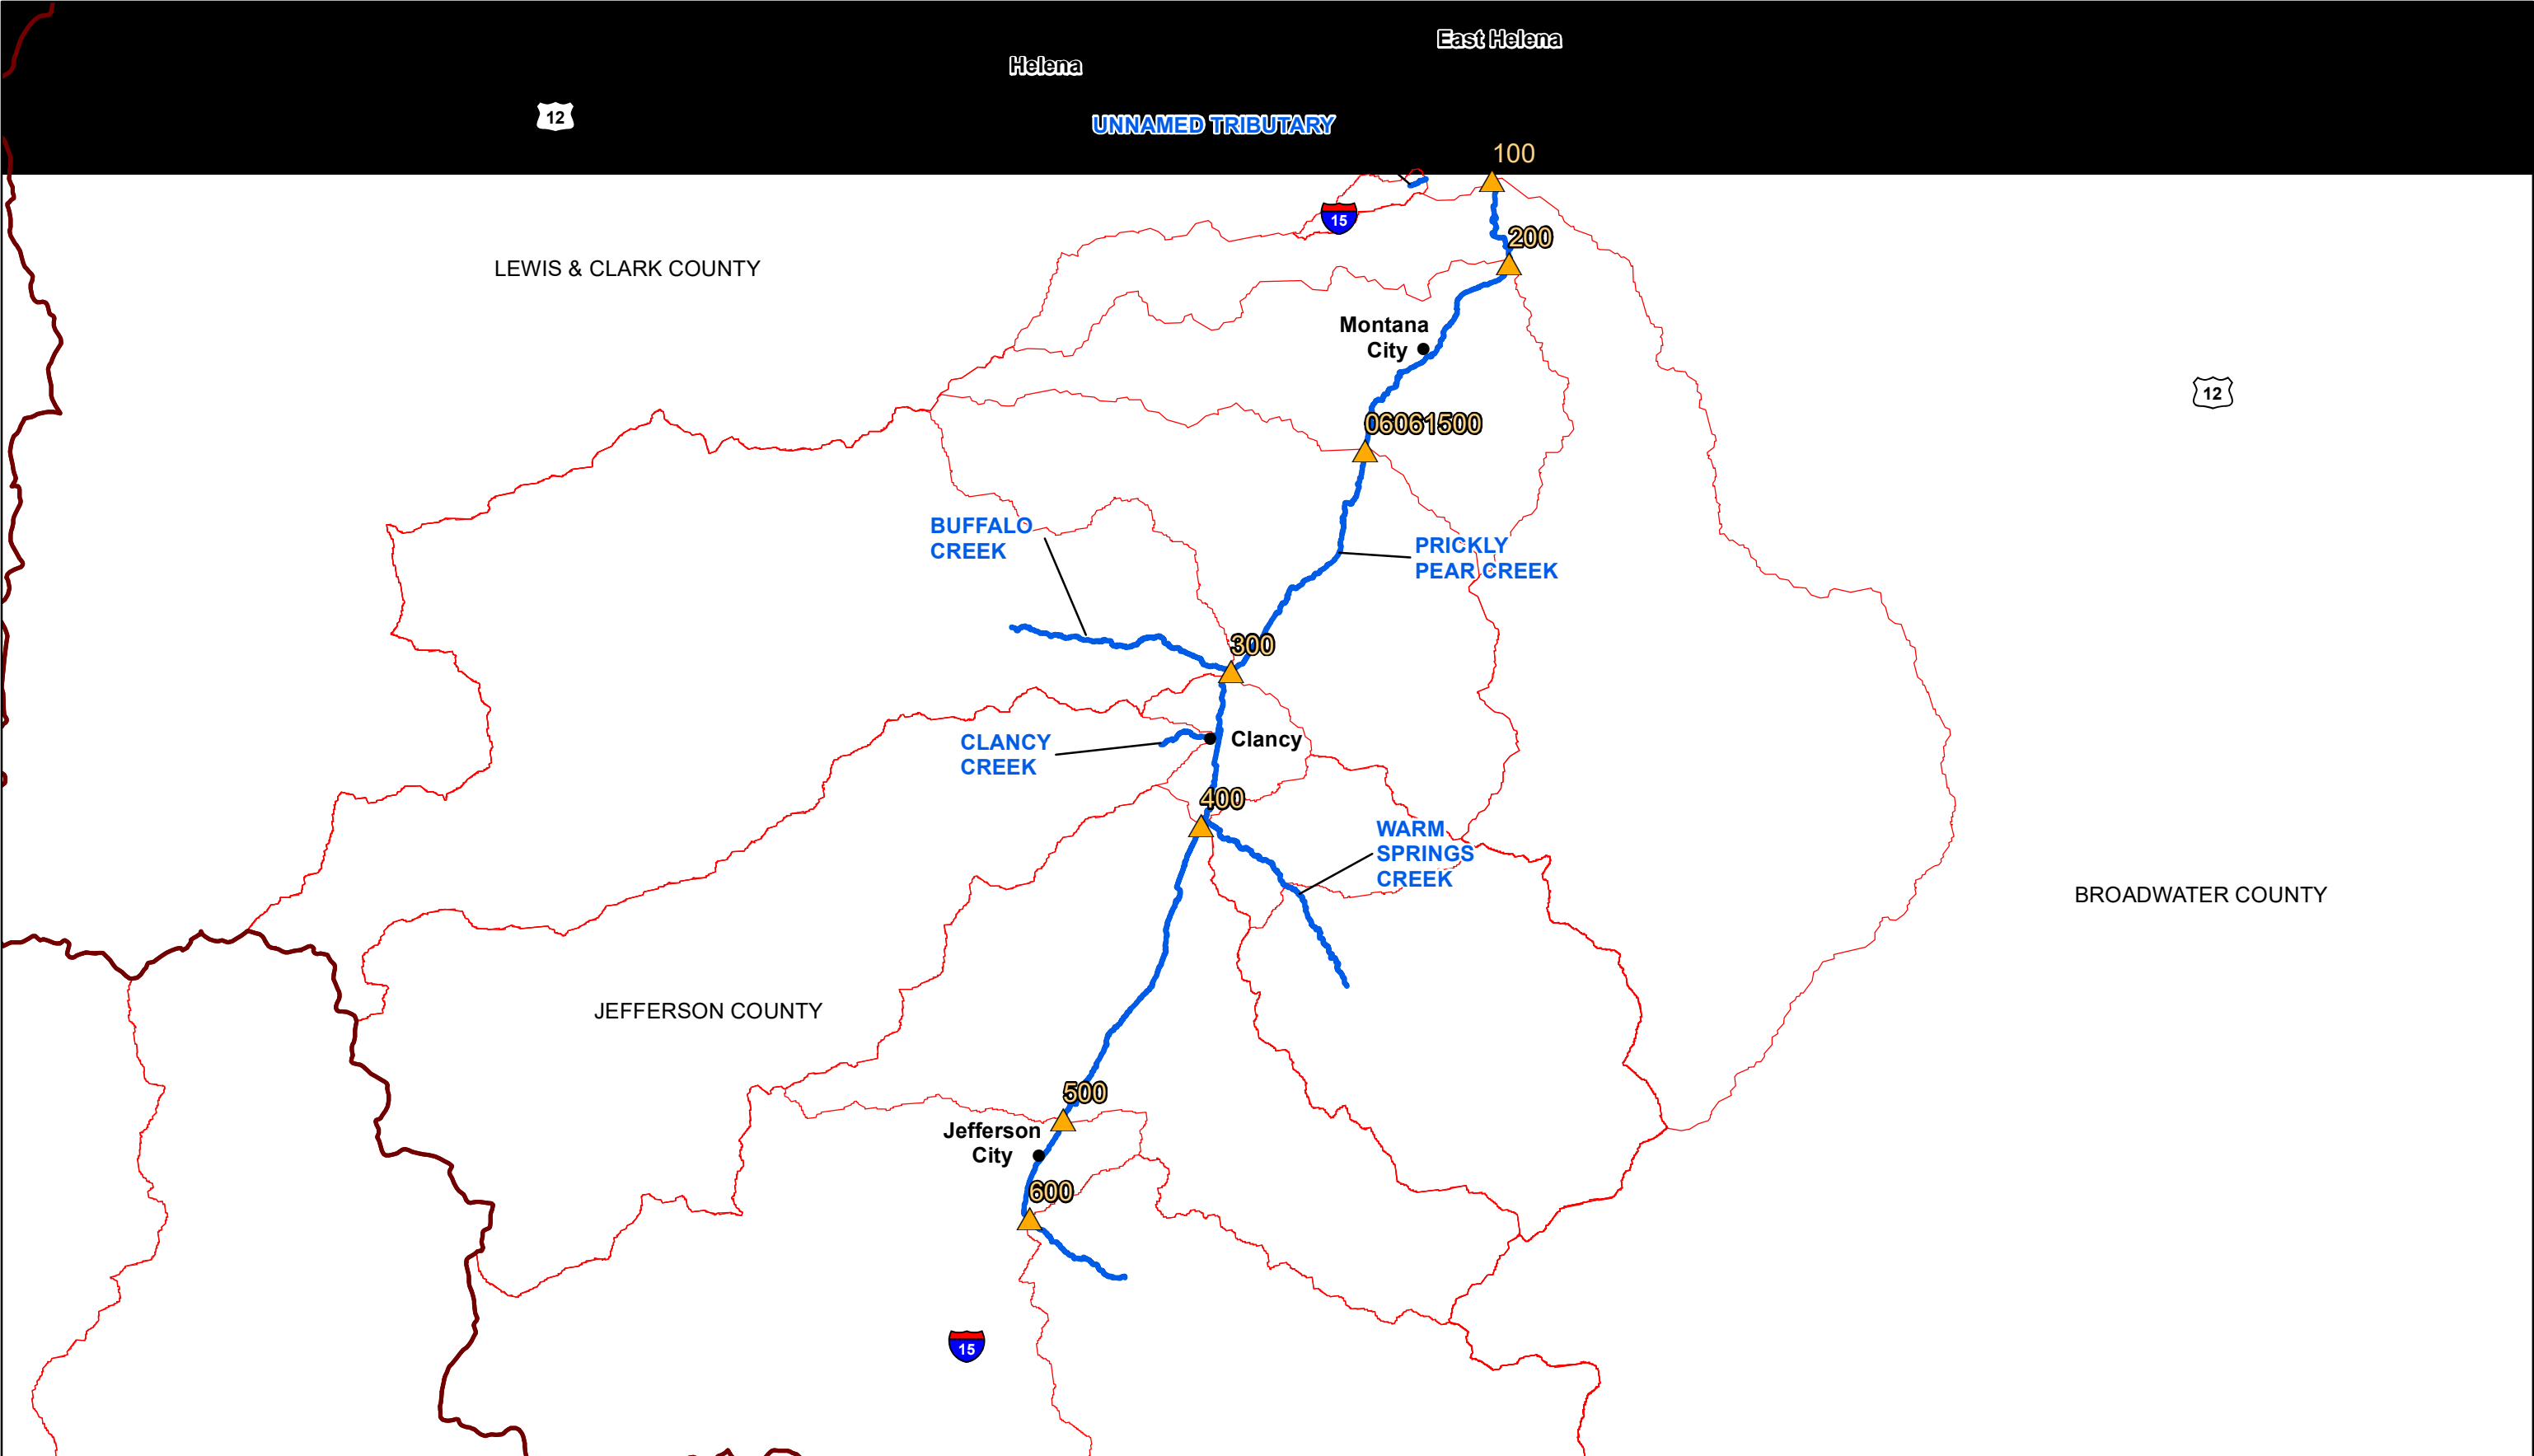 East Helena
Helena
12
UNNAMED TRIBUTARY
100
15
200
LEWIS & CLARK COUNTY
Montana
City
12
06061500
BUFFALO
CREEK
PRICKLY
PEAR CREEK
300
CLANCY
CREEK
Clancy
400
WARM
SPRINGS
CREEK
BROADWATER COUNTY
JEFFERSON COUNTY
500
Jefferson
City
600
15